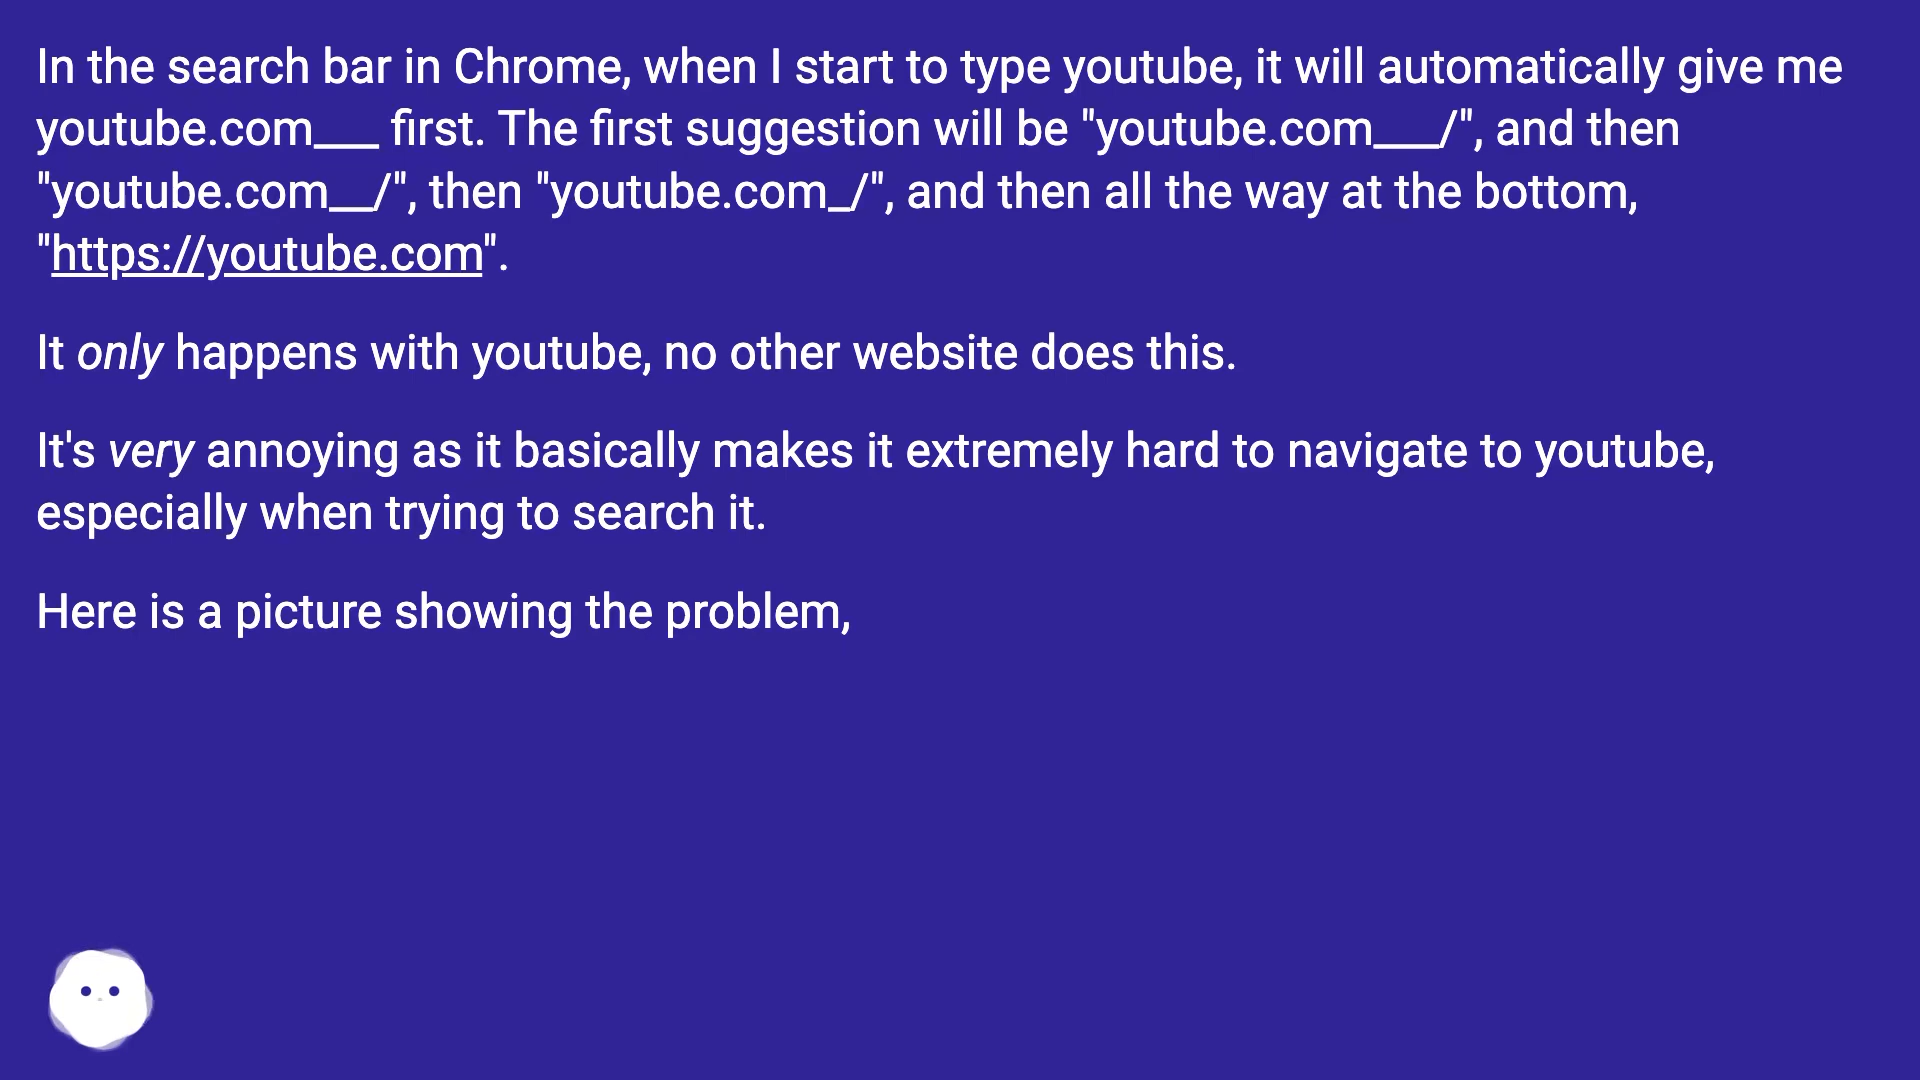 In the search bar in Chrome, when I start to type youtube, it will automatically give me
youtube.com___ first. The first suggestion will be "youtube.com___/", and then
"youtube.com__/", then "youtube.com_/", and then all the way at the bottom,
"https://youtube.com".
It only happens with youtube, no other website does this.
It's very annoying as it basically makes it extremely hard to navigate to youtube,
especially when trying to search it.
Here is a picture showing the problem,